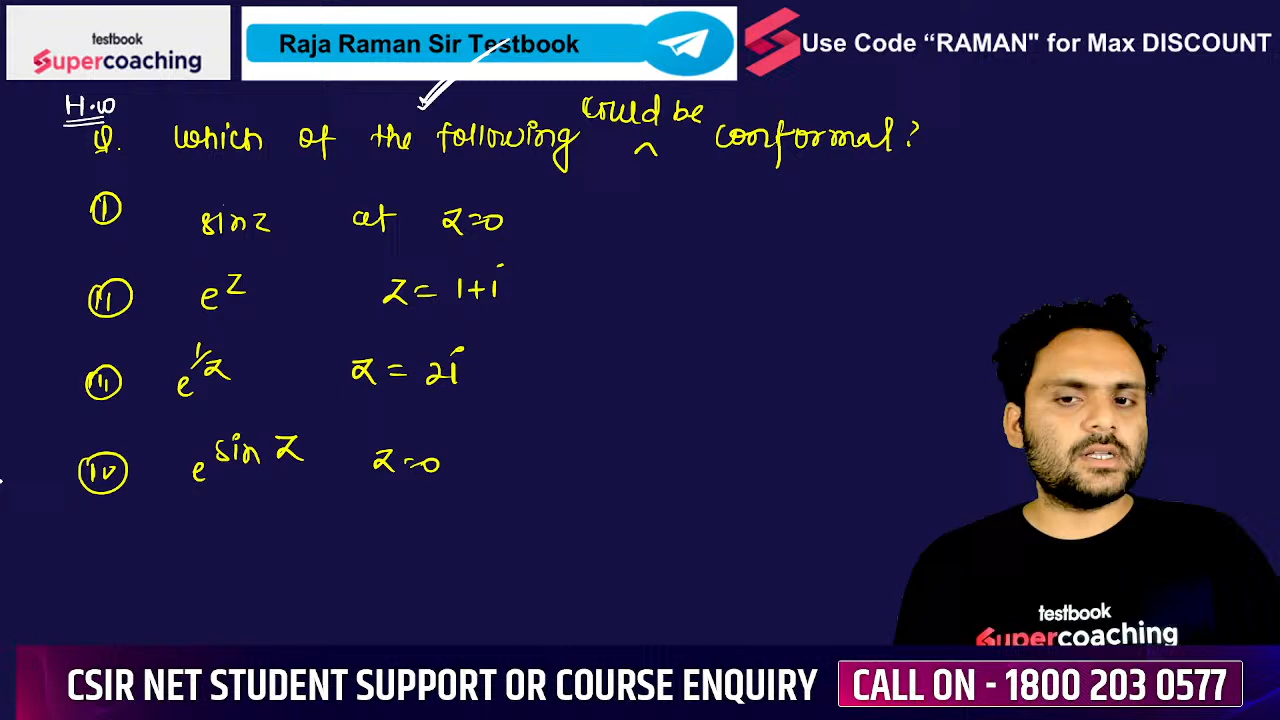 testbook
Supercoaching
Raja Raman Sir Testbook
Use Code “RAMAN" for Max DISCOUNT
H.W
Q. Which of the following could be conformal?
(i) sin z at z=0
(ii) e^z z = 1+i
(iii) e^1/z z = 2i
(iv) e^sin z z=0
testbook
Supercoaching
CSIR NET STUDENT SUPPORT OR COURSE ENQUIRY
CALL ON - 1800 203 0577